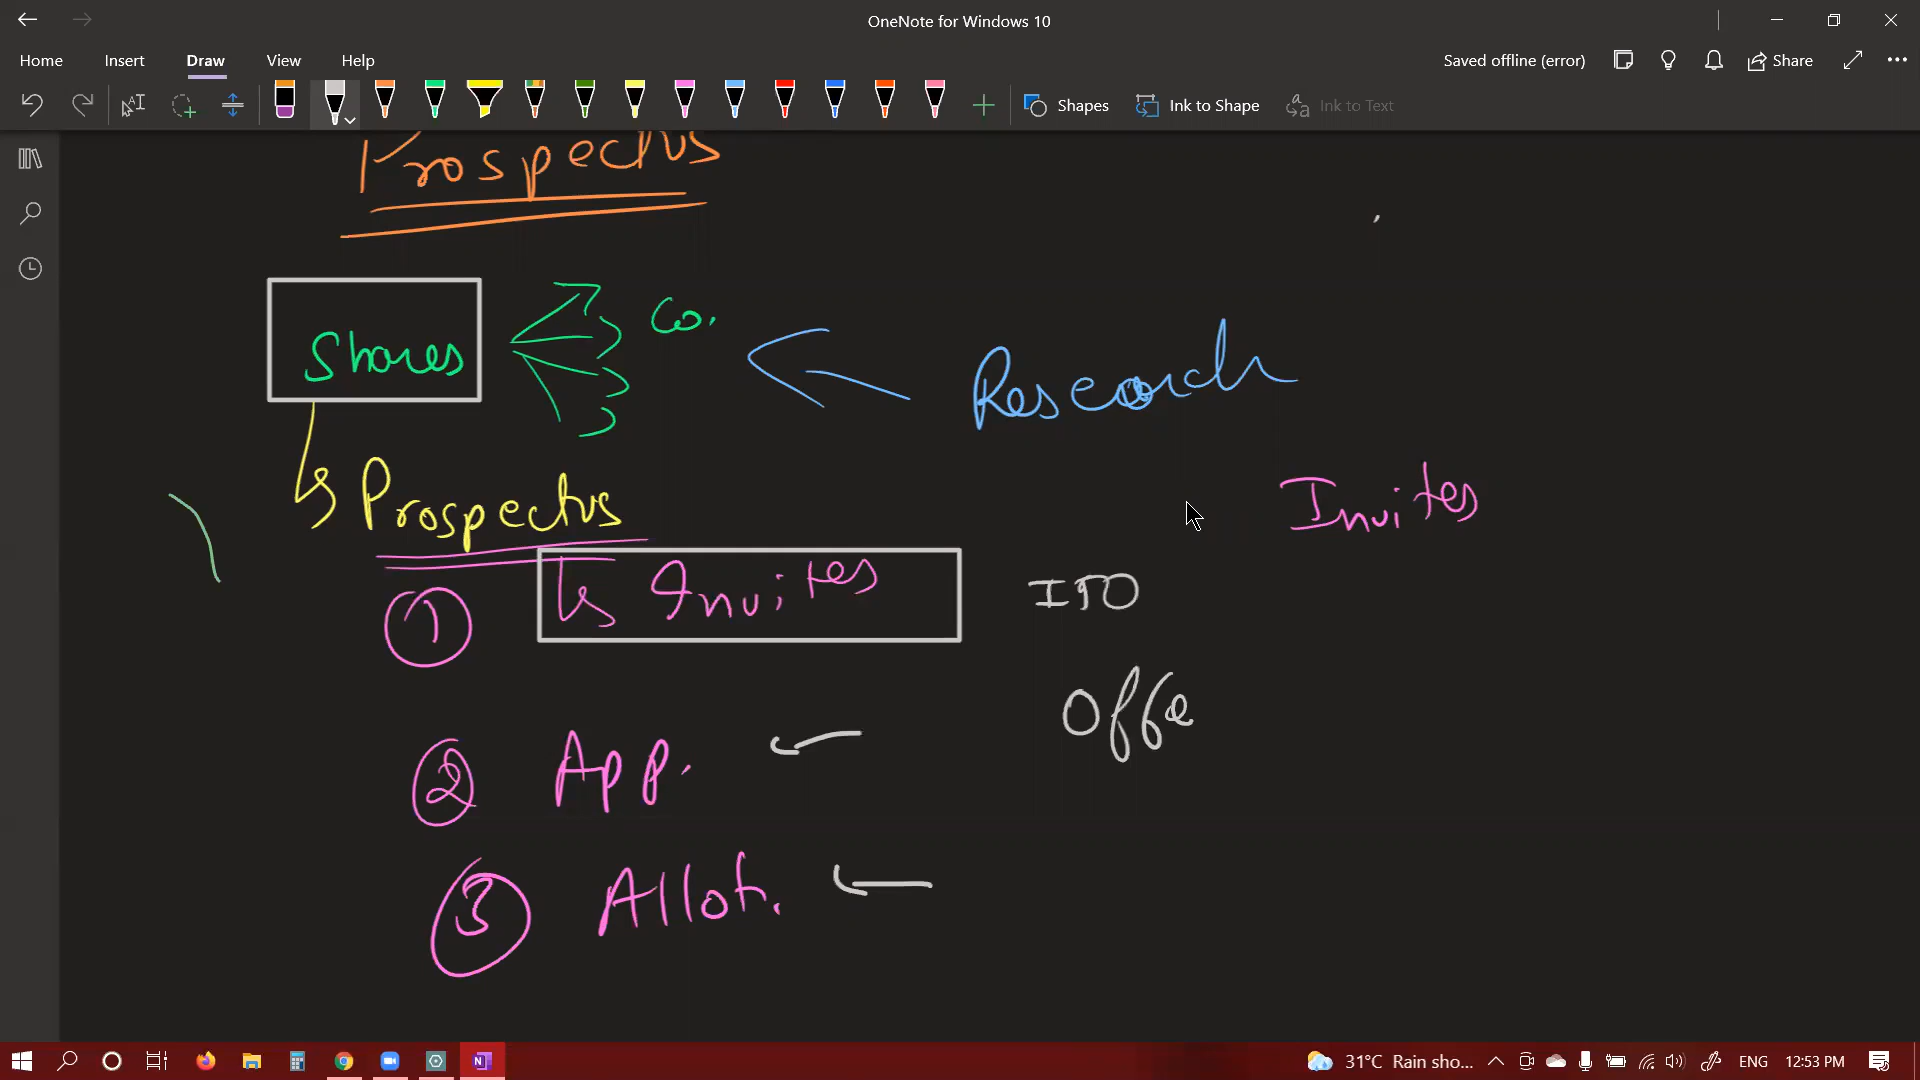 OneNote for Windows 10
Home Insert Draw View Help Saved offline (error) Share
Shapes Ink to Shape Ink to Text
Prospectus
Shares Co.
Research
Prospectus Invites
1 Invites ITO
Offe
2 App.
3 Allot.
31°C Rain sho... ENG 12:53 PM